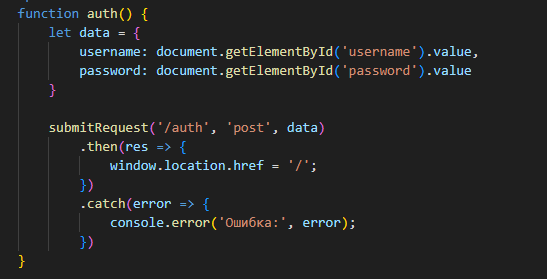 function auth() {
    let data = {
        username: document.getElementById('username').value,
        password: document.getElementById('password').value
    }

    submitRequest('/auth', 'post', data)
        .then(res => {
            window.location.href = '/';
        })
        .catch(error => {
            console.error('Ошибка:', error);
        })
}